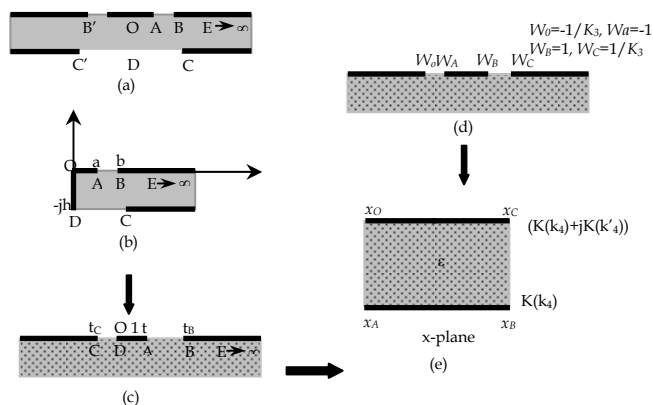 B' O A B E ∞
C' D C
(a)
O a b
A B E ∞
-jh
D C
(b)
t_C O 1 t t_B
C D A B E ∞
(c)
W_0=-1/K_3, Wa=-1
W_B=1, W_C=1/K_3
W_o W_A W_B W_C
(d)
x_O x_C (K(k_4)+jK(k'_4))
ε
K(k_4)
x_A x_B
x-plane
(e)